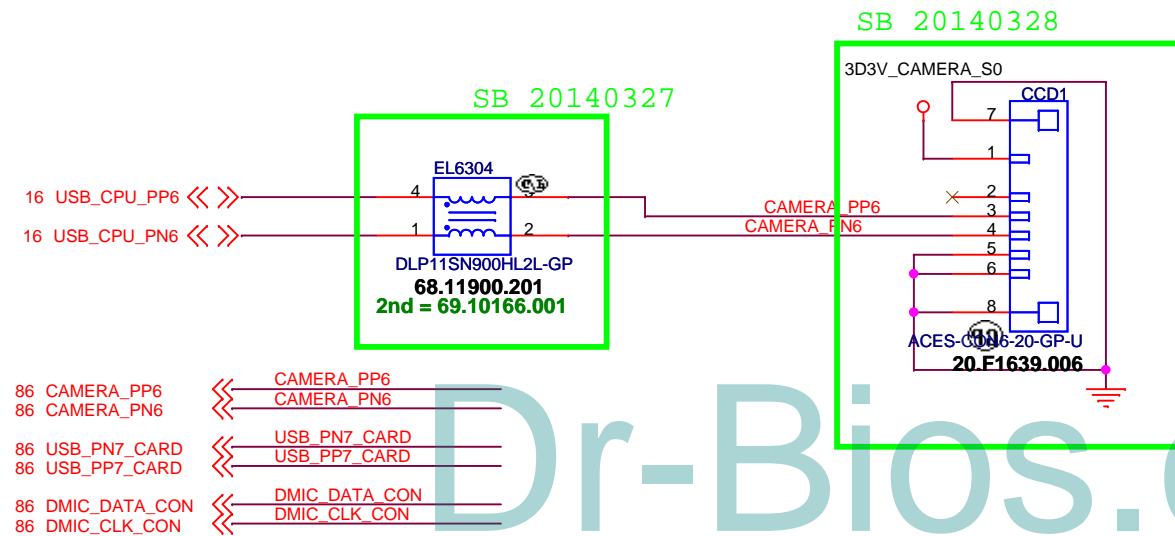 SB 20140328
3D3V_CAMERA_S0
CCD1
7
1
2
3
4
5
6
8
ACES-CON6-20-GP-U
20.F1639.006
SB 20140327
EL6304
4
1
2
DLP11SN900HL2L-GP
68.11900.201
2nd = 69.10166.001
16 USB_CPU_PP6
16 USB_CPU_PN6
CAMERA_PP6
CAMERA_PN6
86 CAMERA_PP6
CAMERA_PP6
86 CAMERA_PN6
CAMERA_PN6
86 USB_PN7_CARD
USB_PN7_CARD
86 USB_PP7_CARD
USB_PP7_CARD
86 DMIC_DATA_CON
DMIC_DATA_CON
86 DMIC_CLK_CON
DMIC_CLK_CON
Dr-Bios.